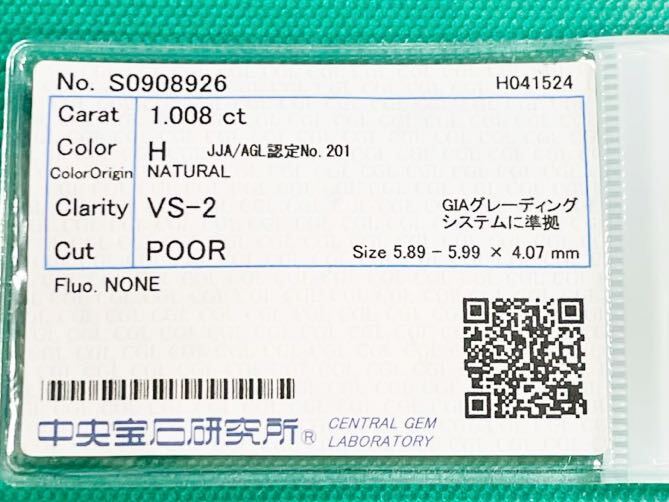 No. S0908926 H041524
Carat 1.008 ct
Color H JJA/AGL認定No.201
ColorOrigin NATURAL
Clarity VS-2 GIAグレーディング
システムに準拠
Cut POOR Size 5.89 - 5.99 × 4.07 mm
Fluo. NONE
中央宝石研究所® CENTRAL GEM
LABORATORY